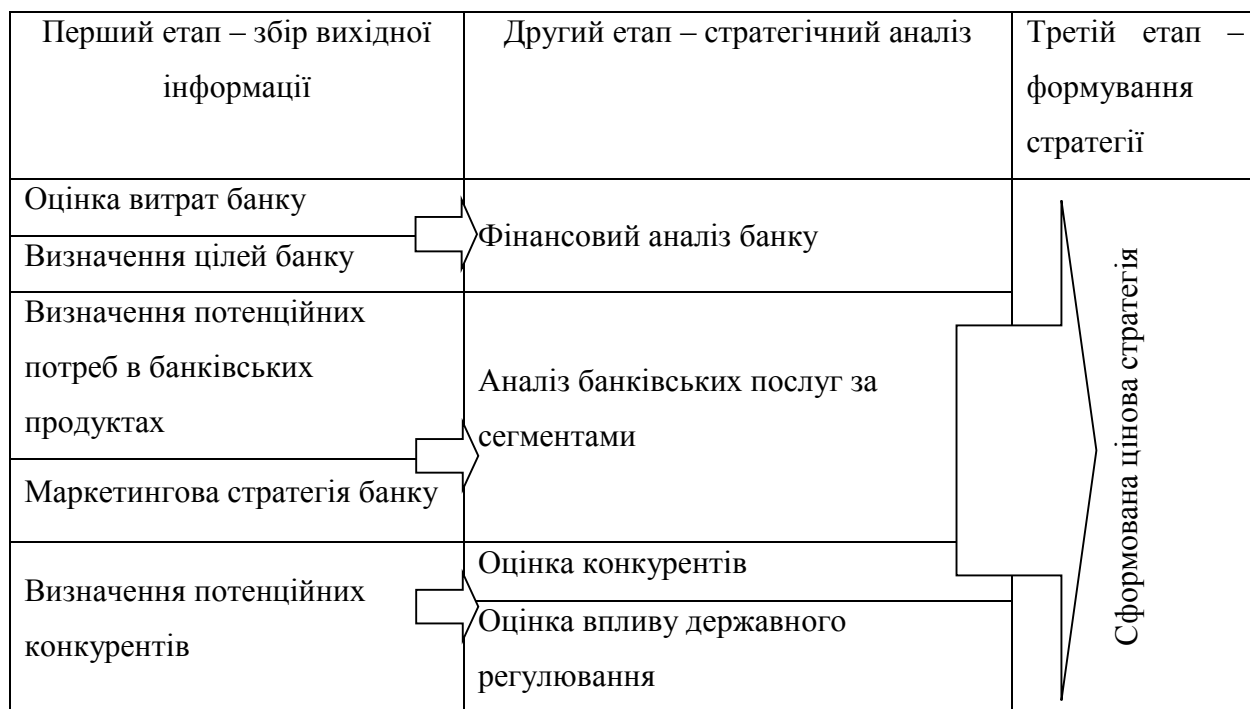 Перший етап – збір вихідної
інформації
Другий етап – стратегічний аналіз
Третій етап –
формування
стратегії
Оцінка витрат банку
Визначення цілей банку
Фінансовий аналіз банку
Визначення потенційних
потреб в банківських
продуктах
Маркетингова стратегія банку
Аналіз банківських послуг за
сегментами
Визначення потенційних
конкурентів
Оцінка конкурентів
Оцінка впливу державного
регулювання
Сформована цінова стратегія